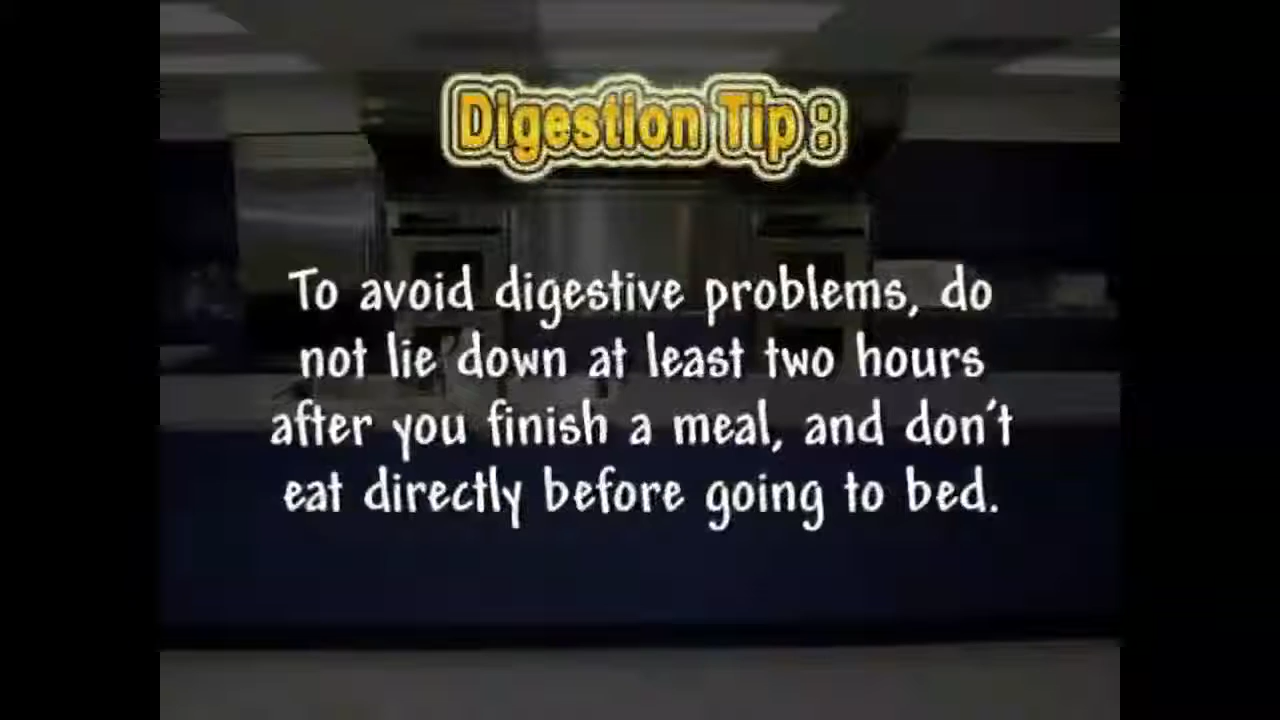 Digestion Tip:
To avoid digestive problems, do
not lie down at least two hours
after you finish a meal, and don't
eat directly before going to bed.